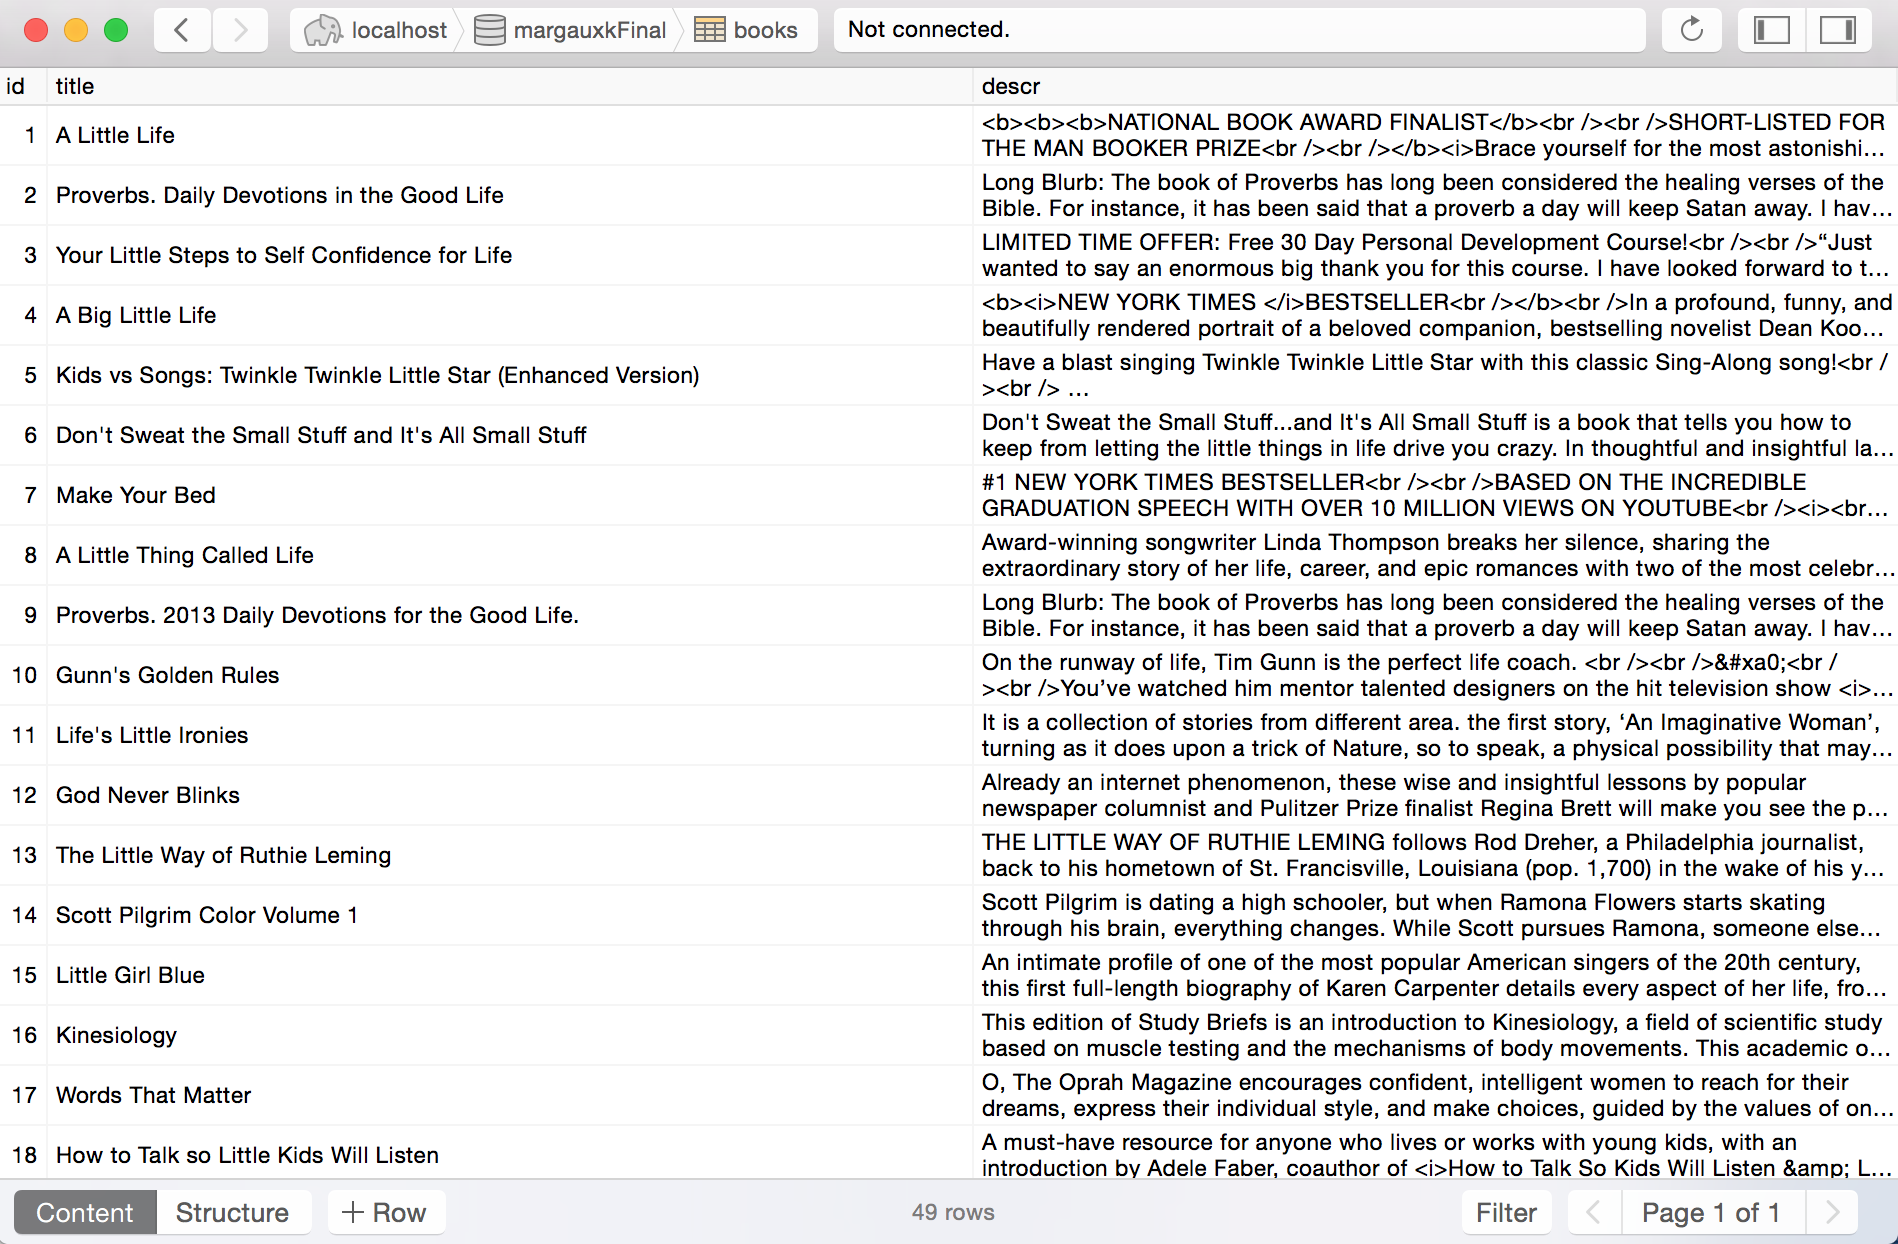 localhost margauxkFinal books Not connected.
id title descr
1 A Little Life <b><b><b>NATIONAL BOOK AWARD FINALIST</b><br /><br />SHORT-LISTED FOR
THE MAN BOOKER PRIZE<br /><br /></b><i>Brace yourself for the most astonishi...
2 Proverbs. Daily Devotions in the Good Life Long Blurb: The book of Proverbs has long been considered the healing verses of the
Bible. For instance, it has been said that a proverb a day will keep Satan away. I hav...
3 Your Little Steps to Self Confidence for Life LIMITED TIME OFFER: Free 30 Day Personal Development Course!<br /><br />“Just
wanted to say an enormous big thank you for this course. I have looked forward to t...
4 A Big Little Life <b><i>NEW YORK TIMES </i>BESTSELLER<br /></b><br />In a profound, funny, and
beautifully rendered portrait of a beloved companion, bestselling novelist Dean Koo...
5 Kids vs Songs: Twinkle Twinkle Little Star (Enhanced Version) Have a blast singing Twinkle Twinkle Little Star with this classic Sing-Along song!<br /
><br /> ...
6 Don't Sweat the Small Stuff and It's All Small Stuff Don't Sweat the Small Stuff...and It's All Small Stuff is a book that tells you how to
keep from letting the little things in life drive you crazy. In thoughtful and insightful la...
7 Make Your Bed #1 NEW YORK TIMES BESTSELLER<br /><br />BASED ON THE INCREDIBLE
GRADUATION SPEECH WITH OVER 10 MILLION VIEWS ON YOUTUBE<br /><i><br...
8 A Little Thing Called Life Award-winning songwriter Linda Thompson breaks her silence, sharing the
extraordinary story of her life, career, and epic romances with two of the most celebr...
9 Proverbs. 2013 Daily Devotions for the Good Life. Long Blurb: The book of Proverbs has long been considered the healing verses of the
Bible. For instance, it has been said that a proverb a day will keep Satan away. I hav...
10 Gunn's Golden Rules On the runway of life, Tim Gunn is the perfect life coach. <br /><br />&#xa0;<br /
><br />You’ve watched him mentor talented designers on the hit television show <i>...
11 Life's Little Ironies It is a collection of stories from different area. the first story, ‘An Imaginative Woman’,
turning as it does upon a trick of Nature, so to speak, a physical possibility that may...
12 God Never Blinks Already an internet phenomenon, these wise and insightful lessons by popular
newspaper columnist and Pulitzer Prize finalist Regina Brett will make you see the p...
13 The Little Way of Ruthie Leming THE LITTLE WAY OF RUTHIE LEMING follows Rod Dreher, a Philadelphia journalist,
back to his hometown of St. Francisville, Louisiana (pop. 1,700) in the wake of his y...
14 Scott Pilgrim Color Volume 1 Scott Pilgrim is dating a high schooler, but when Ramona Flowers starts skating
through his brain, everything changes. While Scott pursues Ramona, someone else...
15 Little Girl Blue An intimate profile of one of the most popular American singers of the 20th century,
this first full-length biography of Karen Carpenter details every aspect of her life, fro...
16 Kinesiology This edition of Study Briefs is an introduction to Kinesiology, a field of scientific study
based on muscle testing and the mechanisms of body movements. This academic o...
17 Words That Matter O, The Oprah Magazine encourages confident, intelligent women to reach for their
dreams, express their individual style, and make choices, guided by the values of on...
18 How to Talk so Little Kids Will Listen A must-have resource for anyone who lives or works with young kids, with an
introduction by Adele Faber, coauthor of <i>How to Talk So Kids Will Listen &amp; L...
Content Structure + Row 49 rows Filter Page 1 of 1